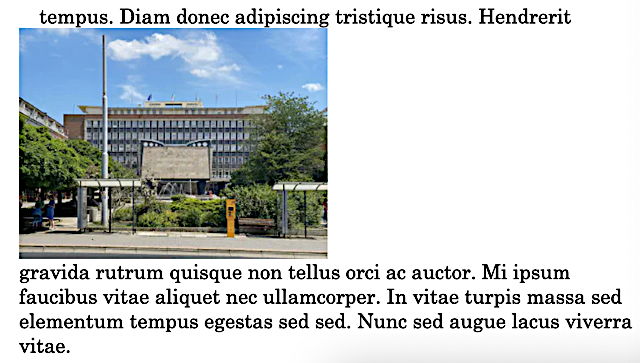 tempus. Diam donec adipiscing tristique risus. Hendrerit
gravida rutrum quisque non tellus orci ac auctor. Mi ipsum
faucibus vitae aliquet nec ullamcorper. In vitae turpis massa sed
elementum tempus egestas sed sed. Nunc sed augue lacus viverra
vitae.